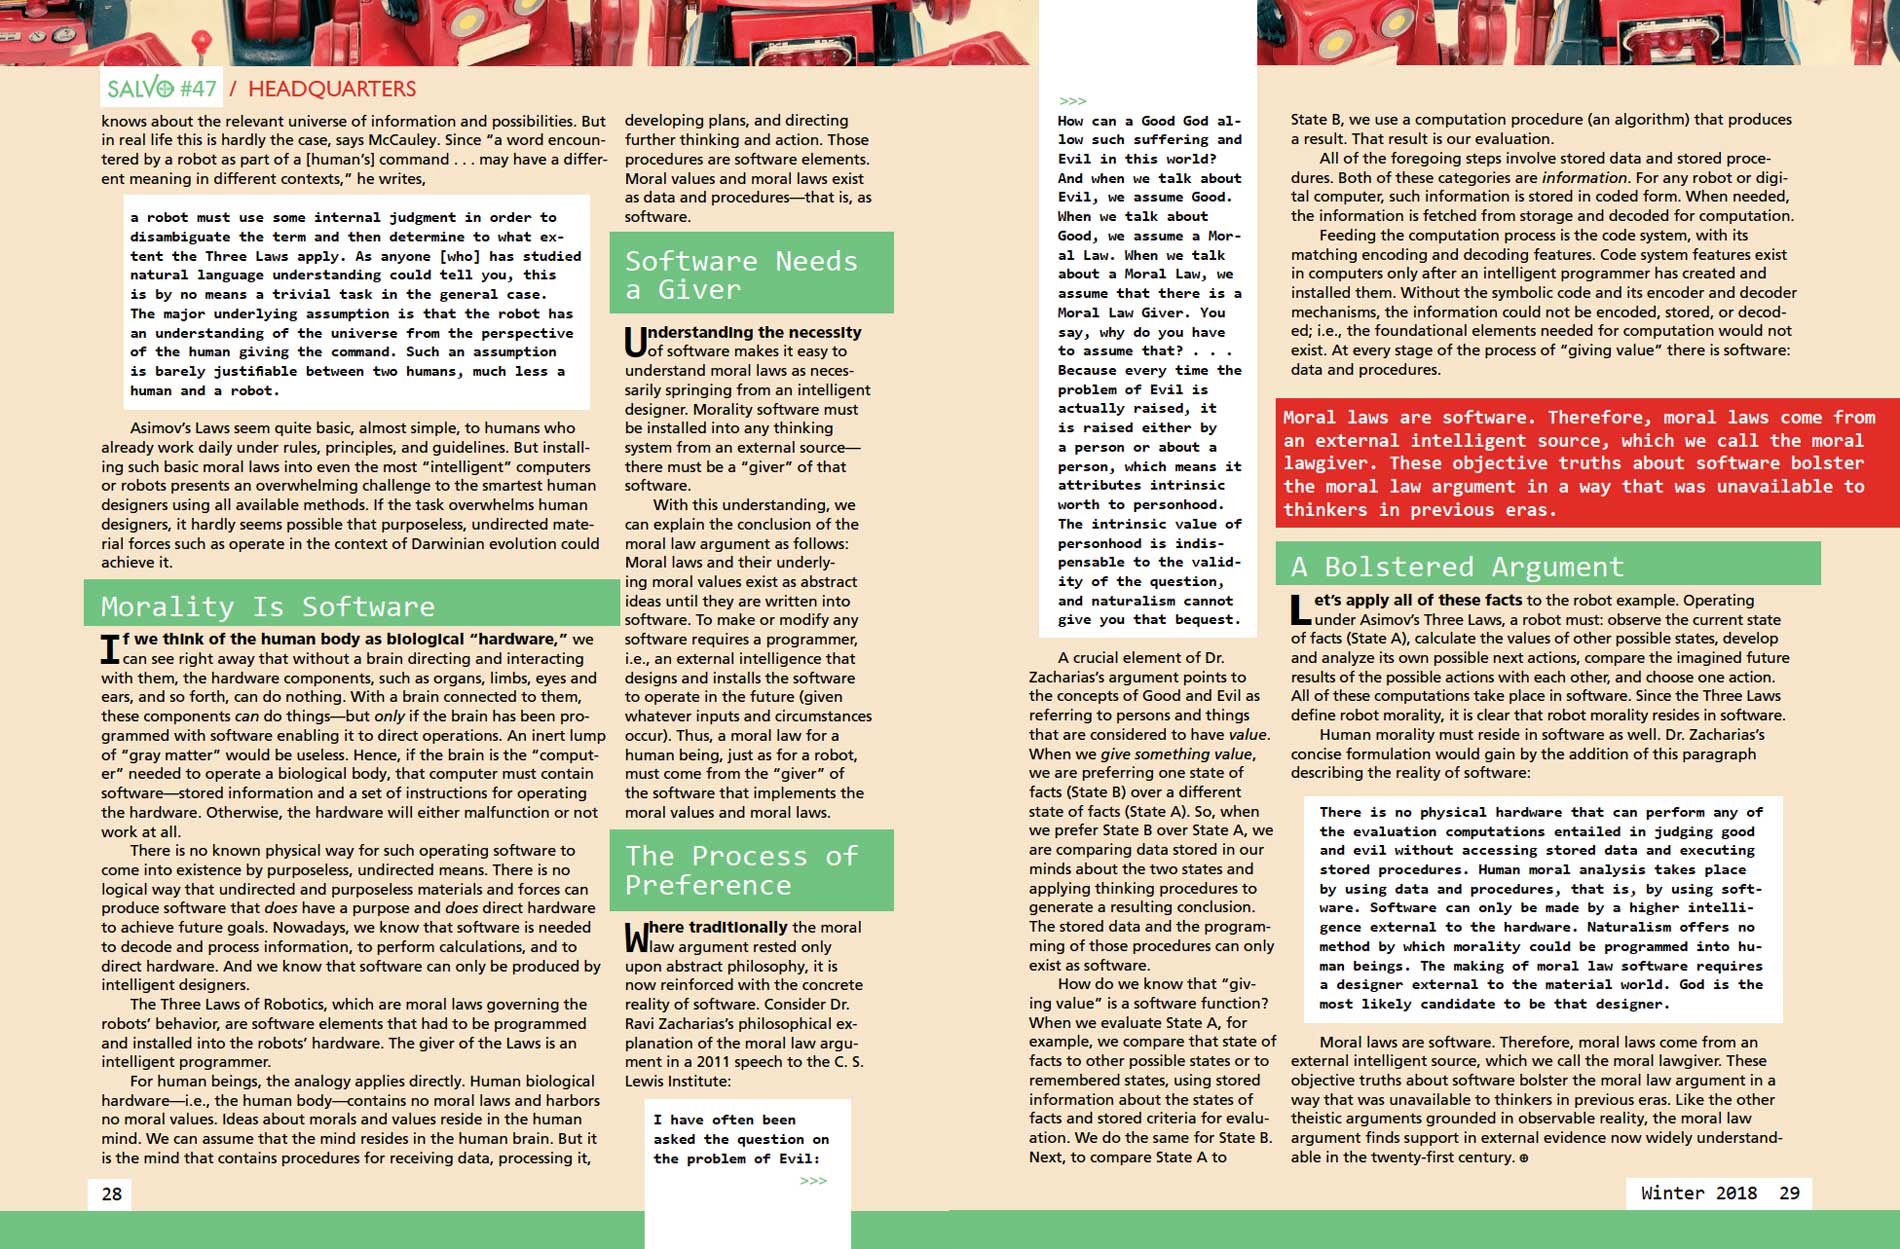 SALVO #47 / HEADQUARTERS
knows about the relevant universe of information and possibilities. But
in real life this is hardly the case, says McCauley. Since “a word encoun-
tered by a robot as part of a [human’s] command . . . may have a differ-
ent meaning in different contexts,” he writes,
a robot must use some internal judgment in order to
disambiguate the term and then determine to what ex-
tent the Three Laws apply. As anyone [who] has studied
natural language understanding could tell you, this
is by no means a trivial task in the general case.
The major underlying assumption is that the robot has
an understanding of the universe from the perspective
of the human giving the command. Such an assumption
is barely justifiable between two humans, much less a
human and a robot.
Asimov’s Laws seem quite basic, almost simple, to humans who
already work daily under rules, principles, and guidelines. But install-
ing such basic moral laws into even the most “intelligent” computers
or robots presents an overwhelming challenge to the smartest human
designers using all available methods. If the task overwhelms human
designers, it hardly seems possible that purposeless, undirected mate-
rial forces such as operate in the context of Darwinian evolution could
achieve it.
Morality Is Software
If we think of the human body as biological “hardware,” we
can see right away that without a brain directing and interacting
with them, the hardware components, such as organs, limbs, eyes and
ears, and so forth, can do nothing. With a brain connected to them,
these components can do things—but only if the brain has been pro-
grammed with software enabling it to direct operations. An inert lump
of “gray matter” would be useless. Hence, if the brain is the “comput-
er” needed to operate a biological body, that computer must contain
software—stored information and a set of instructions for operating
the hardware. Otherwise, the hardware will either malfunction or not
work at all.
There is no known physical way for such operating software to
come into existence by purposeless, undirected means. There is no
logical way that undirected and purposeless materials and forces can
produce software that does have a purpose and does direct hardware
to achieve future goals. Nowadays, we know that software is needed
to decode and process information, to perform calculations, and to
direct hardware. And we know that software can only be produced by
intelligent designers.
The Three Laws of Robotics, which are moral laws governing the
robots’ behavior, are software elements that had to be programmed
and installed into the robots’ hardware. The giver of the Laws is an
intelligent programmer.
For human beings, the analogy applies directly. Human biological
hardware—i.e., the human body—contains no moral laws and harbors
no moral values. Ideas about morals and values reside in the human
mind. We can assume that the mind resides in the human brain. But it
is the mind that contains procedures for receiving data, processing it,
28
developing plans, and directing
further thinking and action. Those
procedures are software elements.
Moral values and moral laws exist
as data and procedures—that is, as
software.
Software Needs
a Giver
Understanding the necessity
of software makes it easy to
understand moral laws as neces-
sarily springing from an intelligent
designer. Morality software must
be installed into any thinking
system from an external source—
there must be a “giver” of that
software.
With this understanding, we
can explain the conclusion of the
moral law argument as follows:
Moral laws and their underly-
ing moral values exist as abstract
ideas until they are written into
software. To make or modify any
software requires a programmer,
i.e., an external intelligence that
designs and installs the software
to operate in the future (given
whatever inputs and circumstances
occur). Thus, a moral law for a
human being, just as for a robot,
must come from the “giver” of
the software that implements the
moral values and moral laws.
The Process of
Preference
Where traditionally the moral
law argument rested only
upon abstract philosophy, it is
now reinforced with the concrete
reality of software. Consider Dr.
Ravi Zacharias’s philosophical ex-
planation of the moral law argu-
ment in a 2011 speech to the C. S.
Lewis Institute:
I have often been
asked the question on
the problem of Evil:
>>>
>>>
How can a Good God al-
low such suffering and
Evil in this world?
And when we talk about
Evil, we assume Good.
When we talk about
Good, we assume a Mor-
al Law. When we talk
about a Moral Law, we
assume that there is a
Moral Law Giver. You
say, why do you have
to assume that? . . .
Because every time the
problem of Evil is
actually raised, it
is raised either by
a person or about a
person, which means it
attributes intrinsic
worth to personhood.
The intrinsic value of
personhood is indis-
pensable to the valid-
ity of the question,
and naturalism cannot
give you that bequest.
A crucial element of Dr.
Zacharias’s argument points to
the concepts of Good and Evil as
referring to persons and things
that are considered to have value.
When we give something value,
we are preferring one state of
facts (State B) over a different
state of facts (State A). So, when
we prefer State B over State A, we
are comparing data stored in our
minds about the two states and
applying thinking procedures to
generate a resulting conclusion.
The stored data and the program-
ming of those procedures can only
exist as software.
How do we know that “giv-
ing value” is a software function?
When we evaluate State A, for
example, we compare that state of
facts to other possible states or to
remembered states, using stored
information about the states of
facts and stored criteria for evalu-
ation. We do the same for State B.
Next, to compare State A to
State B, we use a computation procedure (an algorithm) that produces
a result. That result is our evaluation.
All of the foregoing steps involve stored data and stored proce-
dures. Both of these categories are information. For any robot or digi-
tal computer, such information is stored in coded form. When needed,
the information is fetched from storage and decoded for computation.
Feeding the computation process is the code system, with its
matching encoding and decoding features. Code system features exist
in computers only after an intelligent programmer has created and
installed them. Without the symbolic code and its encoder and decoder
mechanisms, the information could not be encoded, stored, or decod-
ed; i.e., the foundational elements needed for computation would not
exist. At every stage of the process of “giving value” there is software:
data and procedures.
Moral laws are software. Therefore, moral laws come from
an external intelligent source, which we call the moral
lawgiver. These objective truths about software bolster
the moral law argument in a way that was unavailable to
thinkers in previous eras.
A Bolstered Argument
Let’s apply all of these facts to the robot example. Operating
under Asimov’s Three Laws, a robot must: observe the current state
of facts (State A), calculate the values of other possible states, develop
and analyze its own possible next actions, compare the imagined future
results of the possible actions with each other, and choose one action.
All of these computations take place in software. Since the Three Laws
define robot morality, it is clear that robot morality resides in software.
Human morality must reside in software as well. Dr. Zacharias’s
concise formulation would gain by the addition of this paragraph
describing the reality of software:
There is no physical hardware that can perform any of
the evaluation computations entailed in judging good
and evil without accessing stored data and executing
stored procedures. Human moral analysis takes place
by using data and procedures, that is, by using soft-
ware. Software can only be made by a higher intelli-
gence external to the hardware. Naturalism offers no
method by which morality could be programmed into hu-
man beings. The making of moral law software requires
a designer external to the material world. God is the
most likely candidate to be that designer.
Moral laws are software. Therefore, moral laws come from an
external intelligent source, which we call the moral lawgiver. These
objective truths about software bolster the moral law argument in a
way that was unavailable to thinkers in previous eras. Like the other
theistic arguments grounded in observable reality, the moral law
argument finds support in external evidence now widely understand-
able in the twenty-first century.
Winter 2018 29